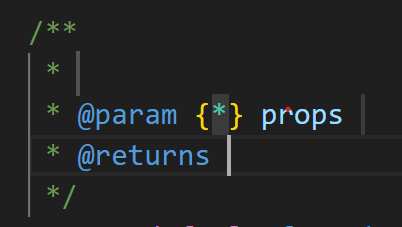 /**
 *
 * @param {*} props
 * @returns
 */